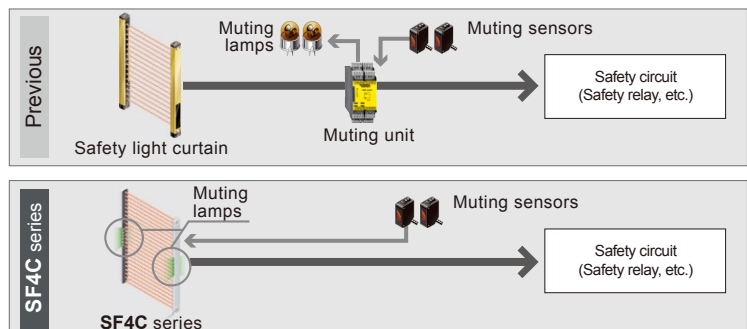 Previous
Muting
lamps
Muting sensors
Safety light curtain
Muting unit
Safety circuit
(Safety relay, etc.)
SF4C series
Muting
lamps
Muting sensors
SF4C series
Safety circuit
(Safety relay, etc.)